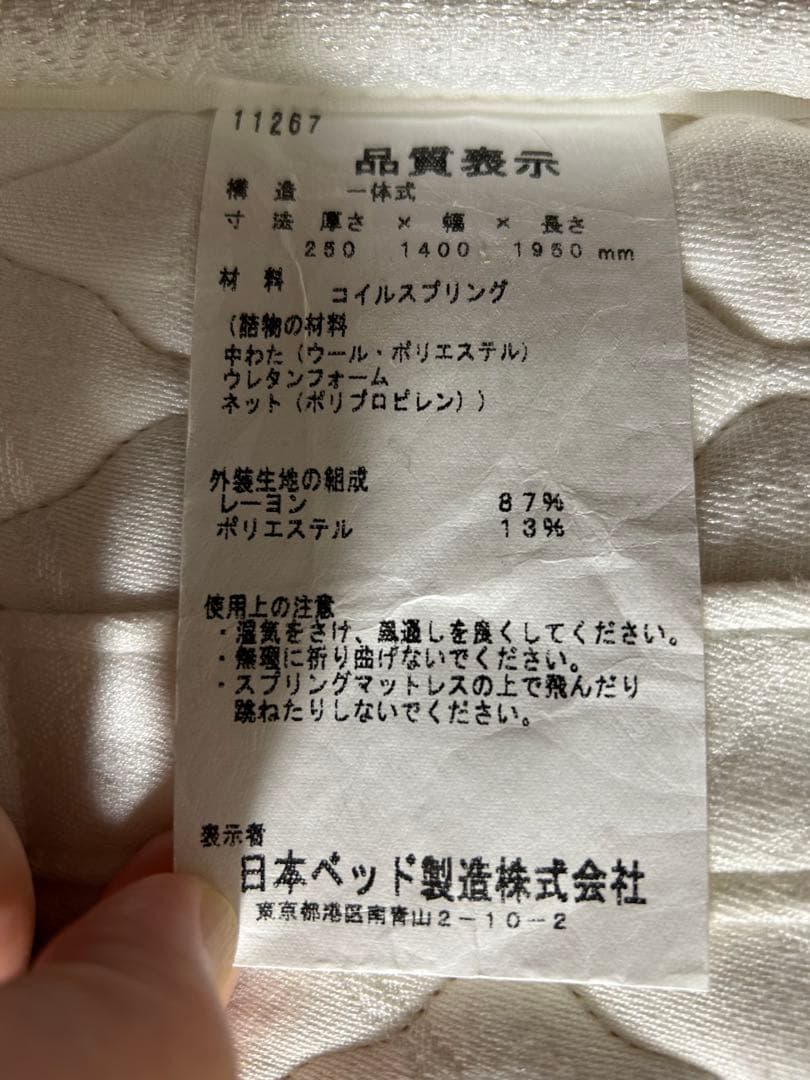 11267
品質表示
構造 一体式
寸法 厚さ × 幅 × 長さ
250 1400 1950 mm
材料 コイルスプリング
(詰物の材料
中わた(ウール・ポリエステル)
ウレタンフォーム
ネット(ポリプロピレン))
外装生地の組成
レーヨン 87%
ポリエステル 13%
使用上の注意
・湿気をさけ、風通しを良くしてください。
・無理に折り曲げないでください。
・スプリングマットレスの上で飛んだり
跳ねたりしないでください。
表示者
日本ベッド製造株式会社
東京都港区南青山2-10-2